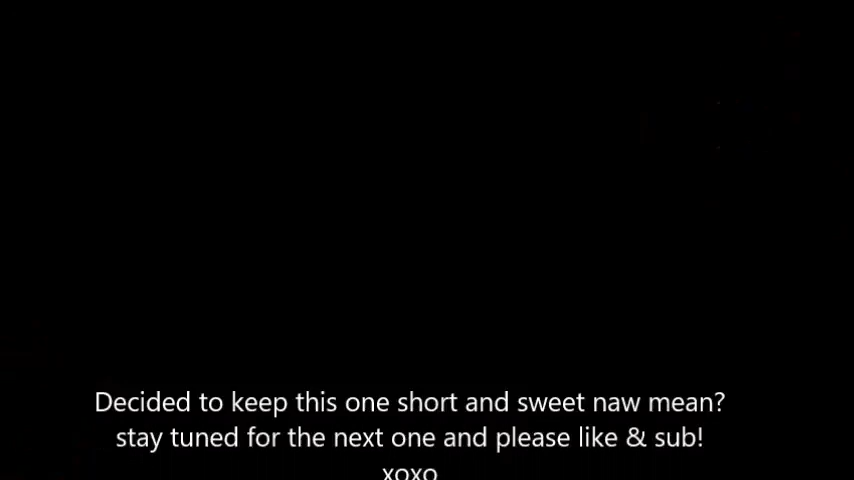 Decided to keep this one short and sweet naw mean?
stay tuned for the next one and please like & sub!
xoxo